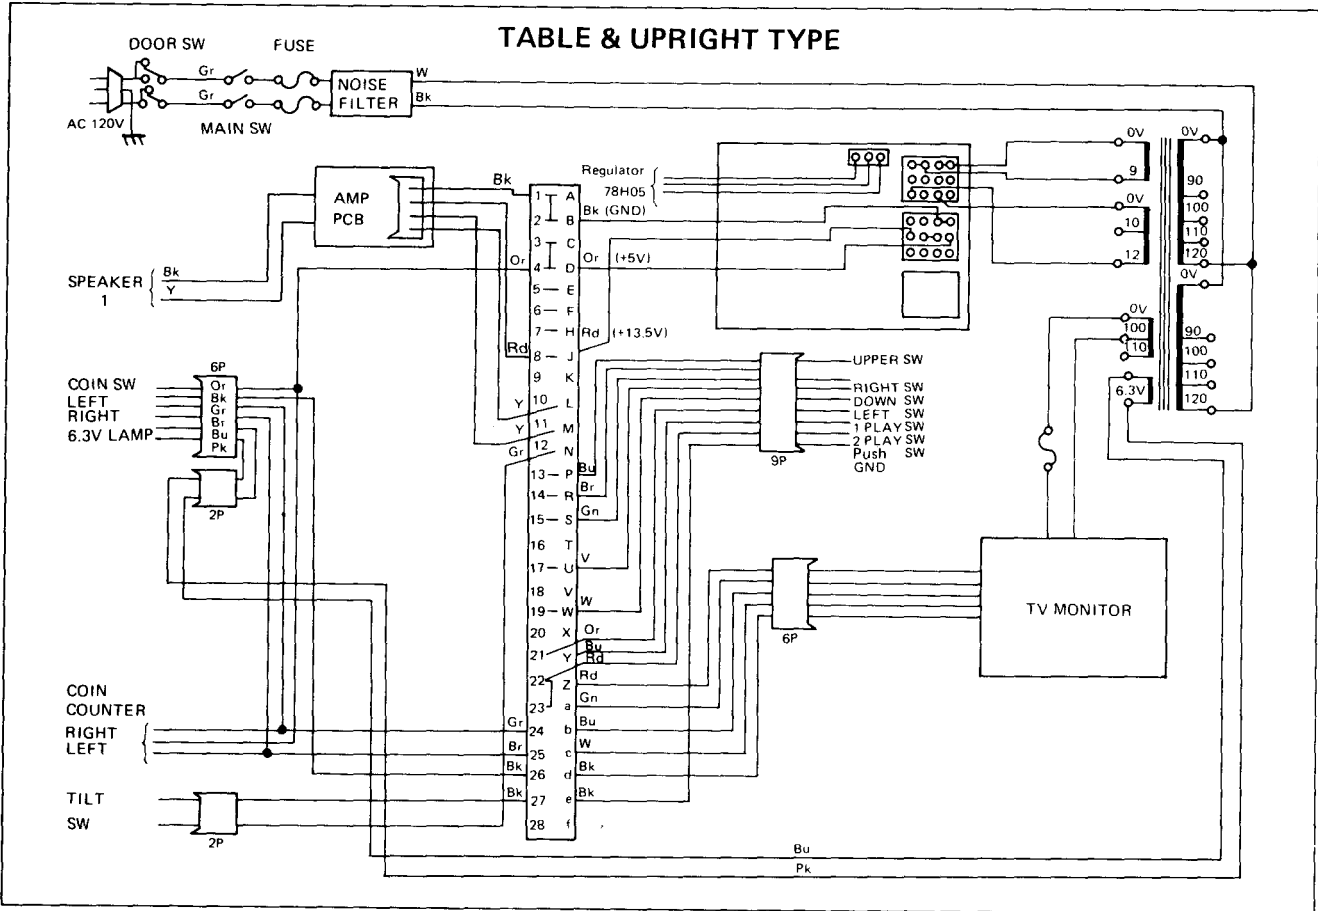 TABLE & UPRIGHT TYPE
DOOR SW
FUSE
Gr
Gr
NOISE
FILTER
W
Bk
AC 120V
MAIN SW
AMP
PCB
Bk
Regulator
78H05
Bk (GND)
Or
Or (+5V)
Rd (+13.5V)
Rd
SPEAKER
1
Bk
Y
0V
9
0V
10
12
0V
100
10
6.3V
0V
90
100
110
120
0V
90
100
110
120
6P
COIN SW
LEFT
RIGHT
6.3V LAMP
Or
Bk
Gr
Br
Bu
Pk
2P
1 A
2 B
3 C
4 D
5 E
6 F
7 H
8 J
9 K
10 L
11 M
12 N
13 P
14 R
15 S
16 T
17 U
18 V
19 W
20 X
21 Y
22 Z
23 a
24 b
25 c
26 d
27 e
28 f
Y
Y
Gr
Bu
Br
Gn
V
W
Or
Bu
Rd
Rd
Gn
Bu
W
Bk
Bk
UPPER SW
RIGHT SW
DOWN SW
LEFT SW
1 PLAY SW
2 PLAY SW
Push SW
GND
9P
6P
TV MONITOR
COIN
COUNTER
RIGHT
LEFT
Gr
Br
Bk
Bk
TILT
SW
2P
Bu
Pk